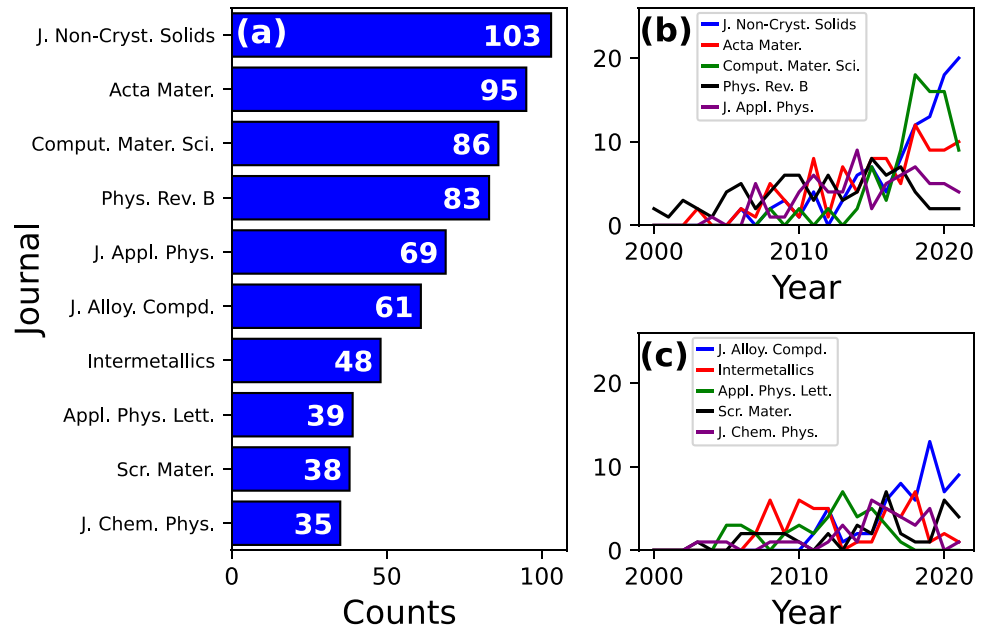 (a)
Journal
J. Non-Cryst. Solids 103
Acta Mater. 95
Comput. Mater. Sci. 86
Phys. Rev. B 83
J. Appl. Phys. 69
J. Alloy. Compd. 61
Intermetallics 48
Appl. Phys. Lett. 39
Scr. Mater. 38
J. Chem. Phys. 35
0 50 100
Counts
(b)
J. Non-Cryst. Solids
Acta Mater.
Comput. Mater. Sci.
Phys. Rev. B
J. Appl. Phys.
20
10
0
2000 2010 2020
Year
(c)
J. Alloy. Compd.
Intermetallics
Appl. Phys. Lett.
Scr. Mater.
J. Chem. Phys.
20
10
0
2000 2010 2020
Year